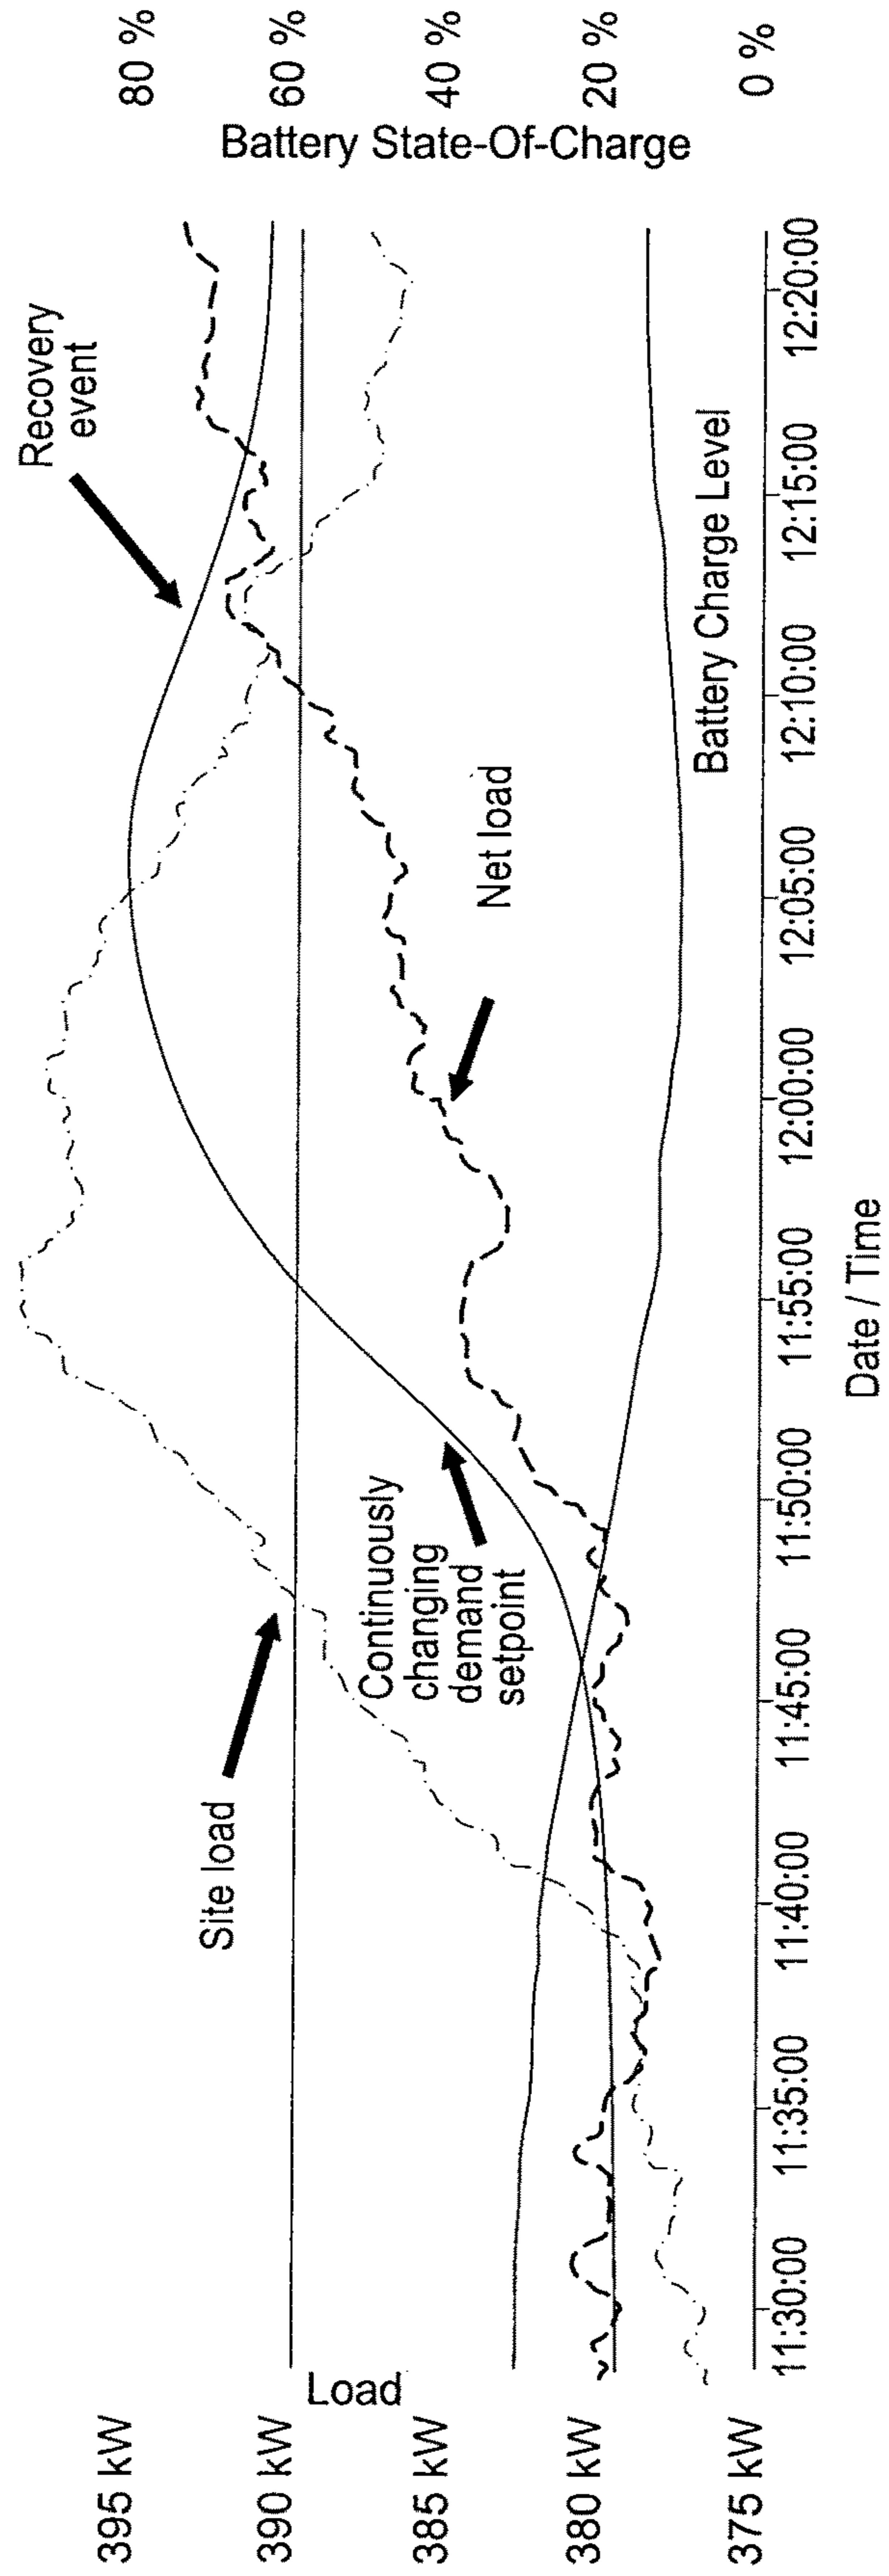 395 kW
390 kW
385 kW
380 kW
375 kW
Load
Site load
Continuously
changing
demand
setpoint
Net load
Recovery
event
Battery Charge Level
80 %
60 %
40 %
20 %
0 %
Battery State-Of-Charge
11:30:00
11:35:00
11:40:00
11:45:00
11:50:00
11:55:00
12:00:00
12:05:00
12:10:00
12:15:00
12:20:00
Date / Time